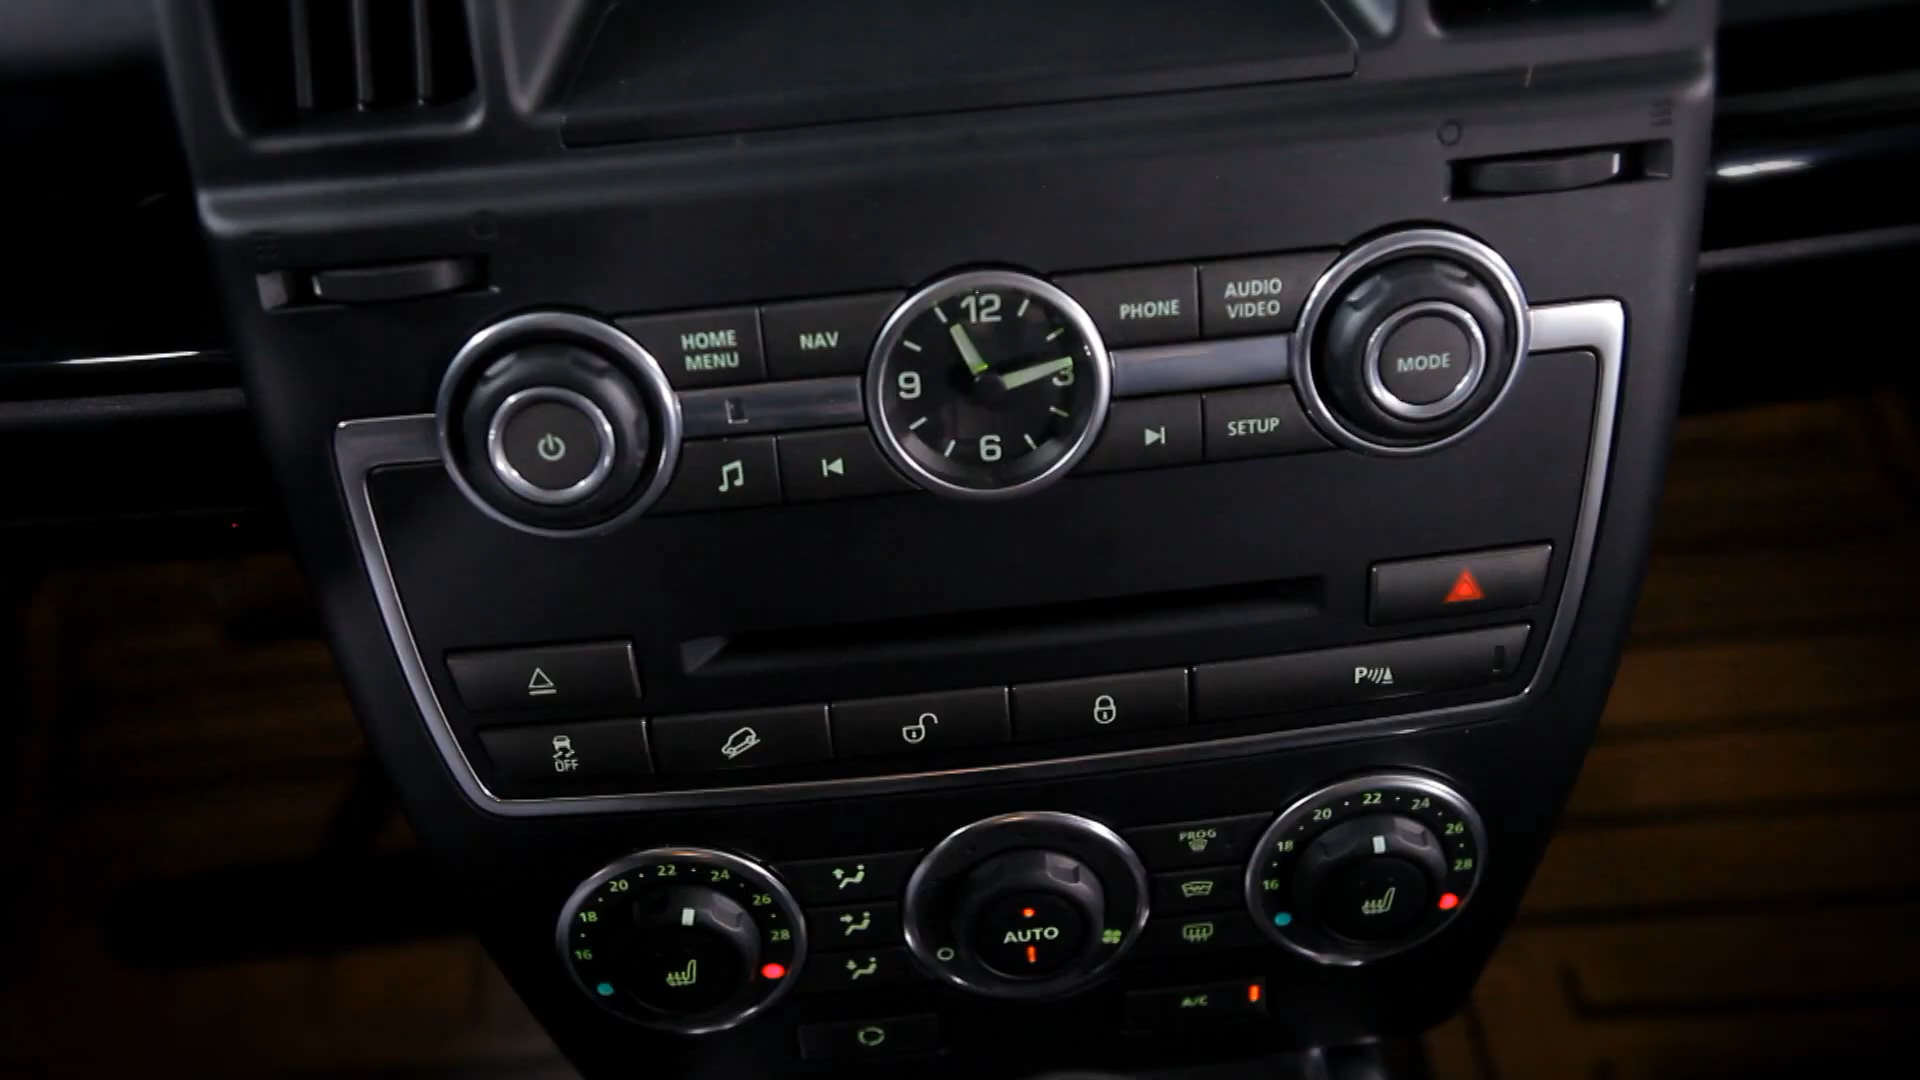 HOME
MENU
NAV
12
3
6
9
PHONE
AUDIO
VIDEO
MODE
SETUP
P
OFF
16
18
20
22
24
26
28
AUTO
PROG
A/C
16
18
20
22
24
26
28